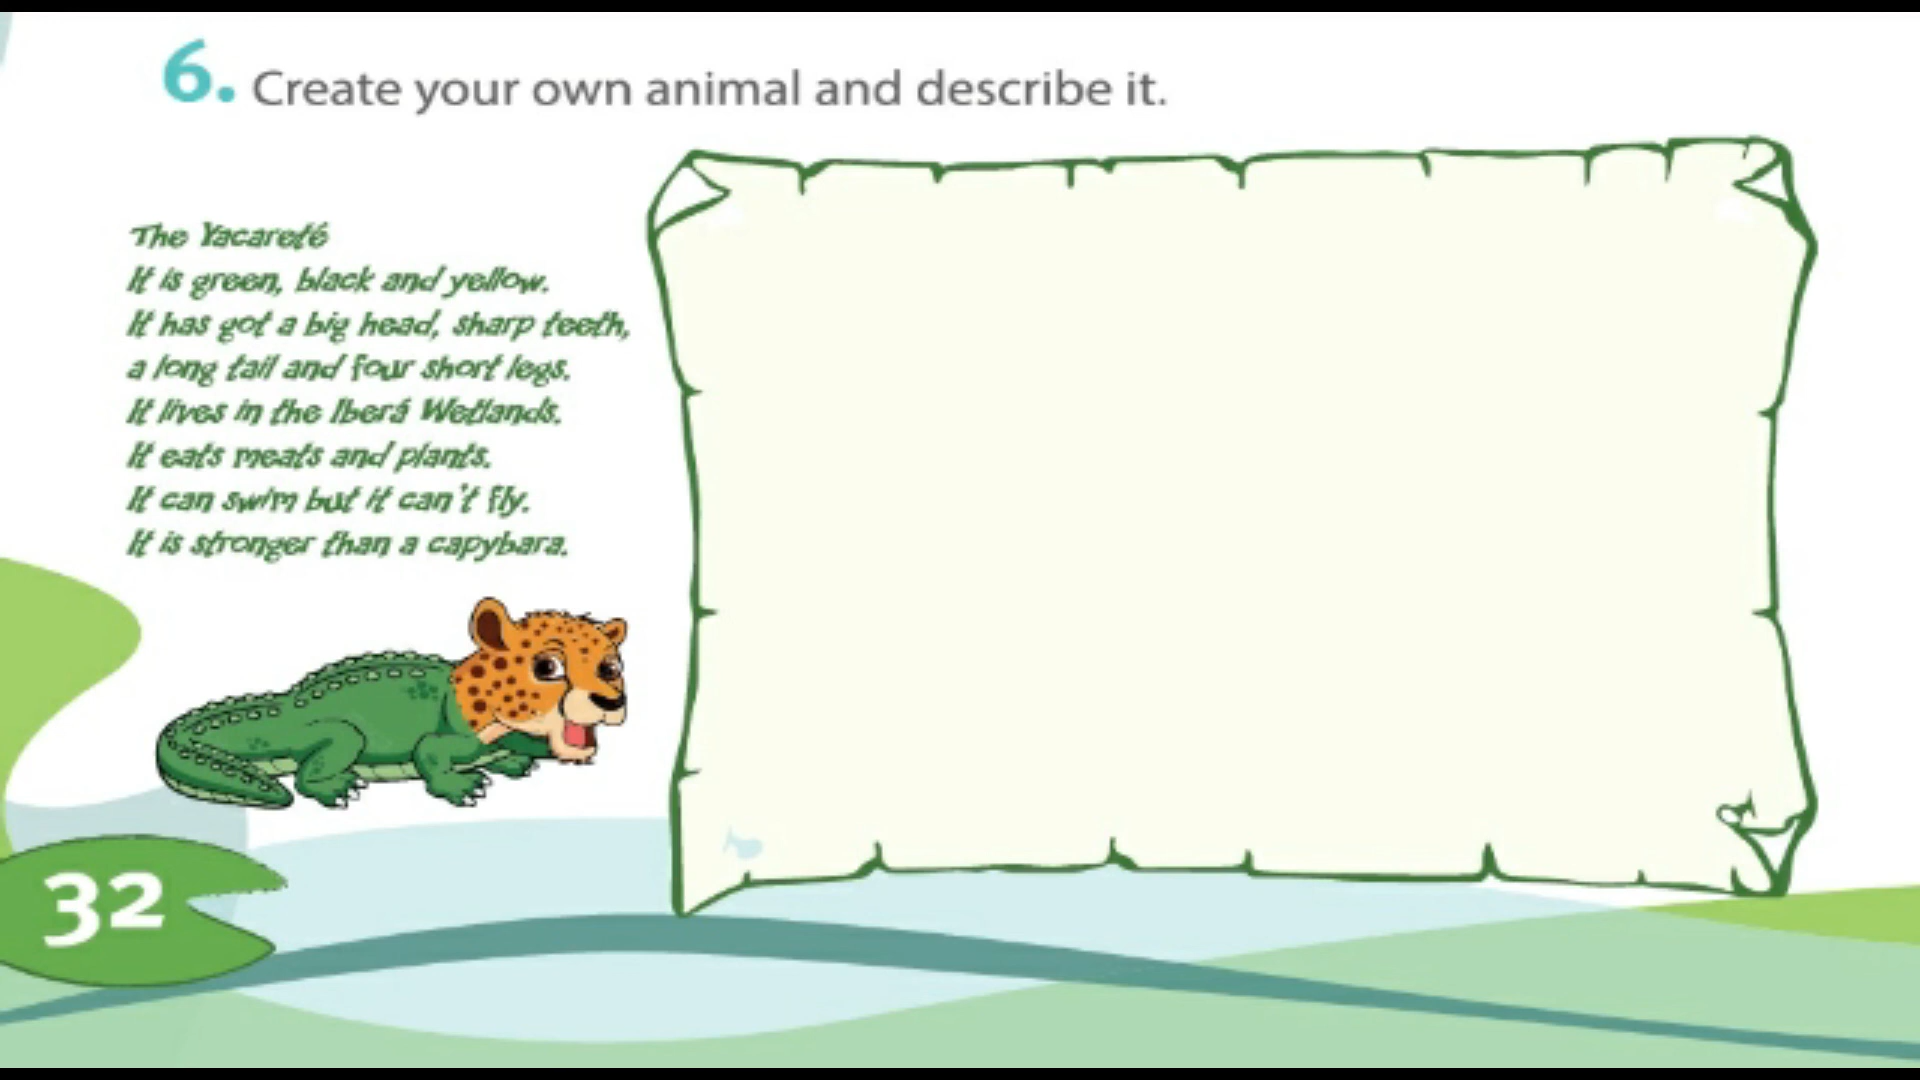 6. Create your own animal and describe it.
The Yacareté
It is green, black and yellow.
It has got a big head, sharp teeth,
a long tail and four short legs.
It lives in the Iberá Wetlands.
It eats meats and plants.
It can swim but it can't fly.
It is stronger than a capybara.
32